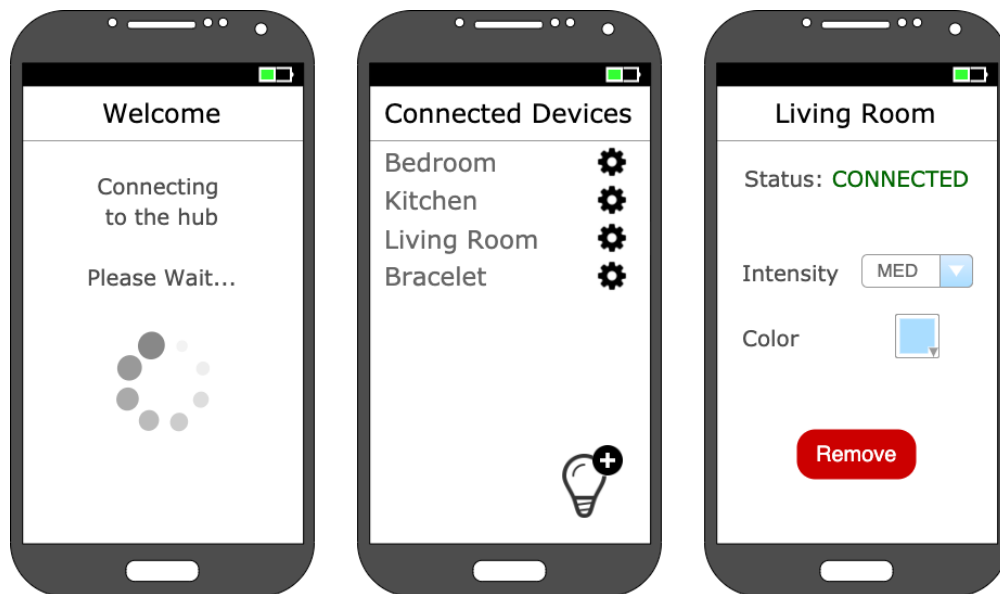 Welcome
Connecting
to the hub
Please Wait...
Connected Devices
Bedroom
Kitchen
Living Room
Bracelet
Living Room
Status: CONNECTED
Intensity MED
Color
Remove